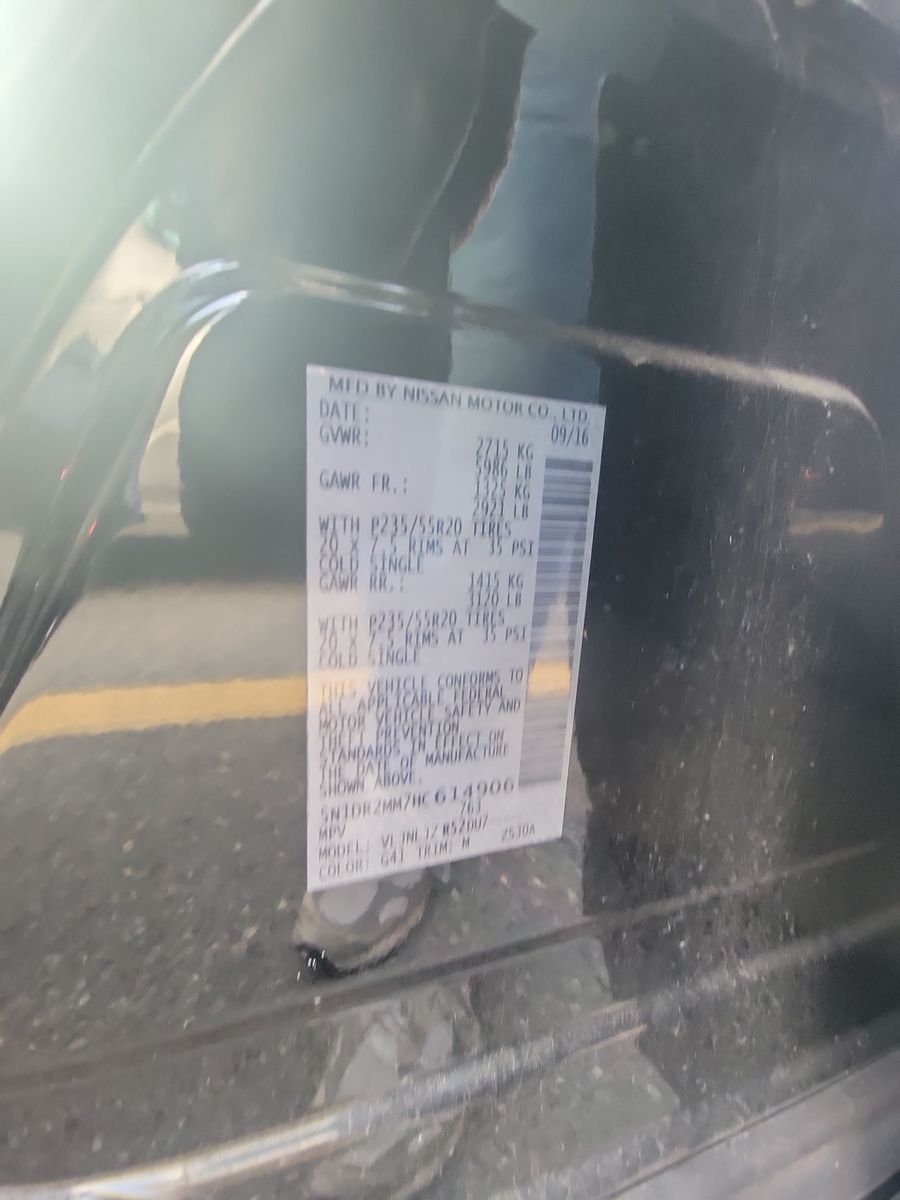 MFD BY NISSAN MOTOR CO., LTD.
DATE: 09/16
GVWR: 2715 KG
5986 LB
GAWR FR.: 1325 KG
2921 LB
WITH P235/55R20 TIRES
20 X 7.5 RIMS AT 35 PSI
COLD SINGLE
GAWR RR.: 1415 KG
3120 LB
WITH P235/55R20 TIRES
20 X 7.5 RIMS AT 35 PSI
COLD SINGLE
THIS VEHICLE CONFORMS TO
ALL APPLICABLE FEDERAL
MOTOR VEHICLE SAFETY AND
THEFT PREVENTION
STANDARDS IN EFFECT ON
THE DATE OF MANUFACTURE
SHOWN ABOVE.
5N1DR2MM7HC614906
MPV 763
MODEL: R52DU7
COLOR: G41 TRIM: M